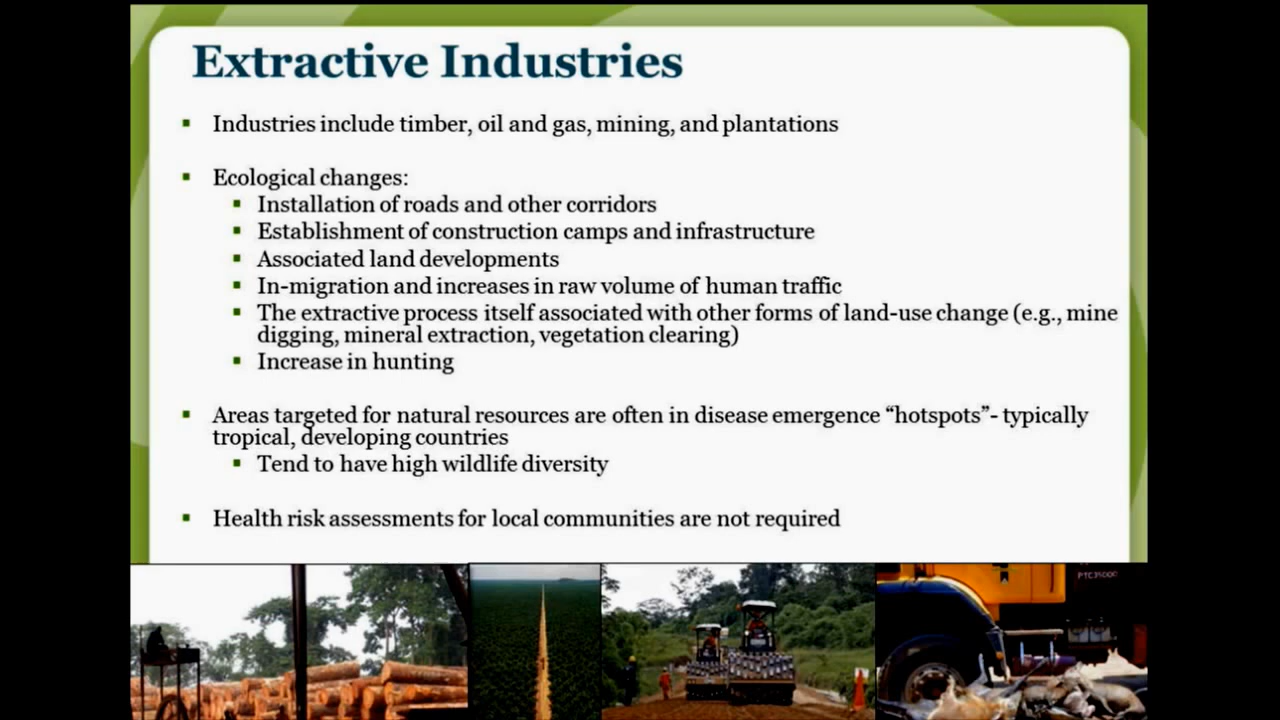 Extractive Industries
Industries include timber, oil and gas, mining, and plantations
Ecological changes:
Installation of roads and other corridors
Establishment of construction camps and infrastructure
Associated land developments
In-migration and increases in raw volume of human traffic
The extractive process itself associated with other forms of land-use change (e.g., mine
digging, mineral extraction, vegetation clearing)
Increase in hunting
Areas targeted for natural resources are often in disease emergence “hotspots”- typically
tropical, developing countries
Tend to have high wildlife diversity
Health risk assessments for local communities are not required